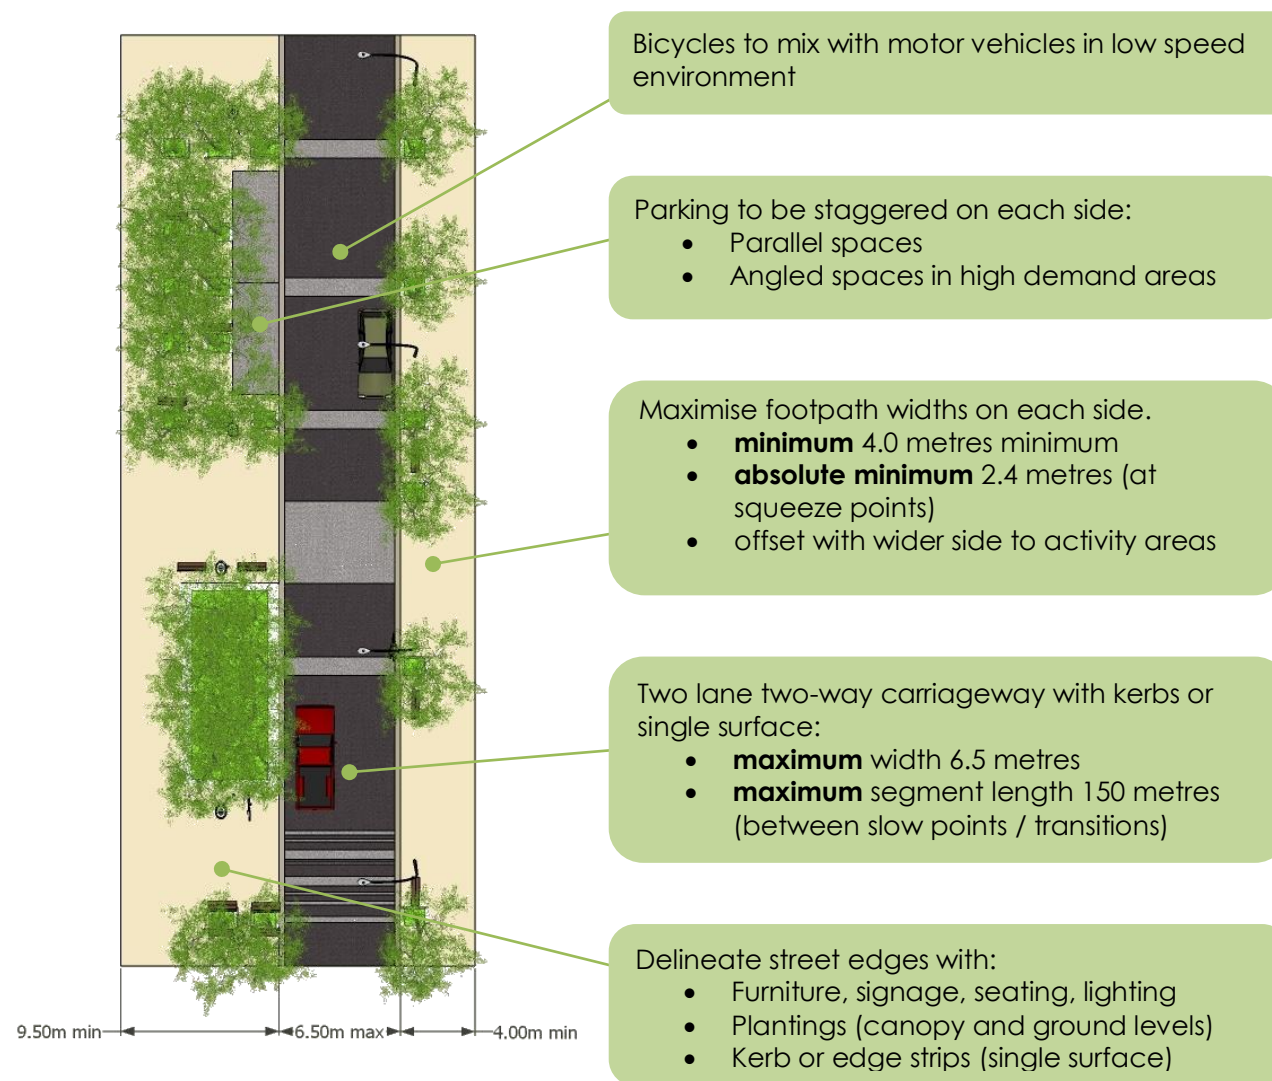 Bicycles to mix with motor vehicles in low speed
environment
Parking to be staggered on each side:
• Parallel spaces
• Angled spaces in high demand areas
Maximise footpath widths on each side.
• minimum 4.0 metres minimum
• absolute minimum 2.4 metres (at
squeeze points)
• offset with wider side to activity areas
Two lane two-way carriageway with kerbs or
single surface:
• maximum width 6.5 metres
• maximum segment length 150 metres
(between slow points / transitions)
Delineate street edges with:
• Furniture, signage, seating, lighting
• Plantings (canopy and ground levels)
• Kerb or edge strips (single surface)
9.50m min 6.50m max 4.00m min